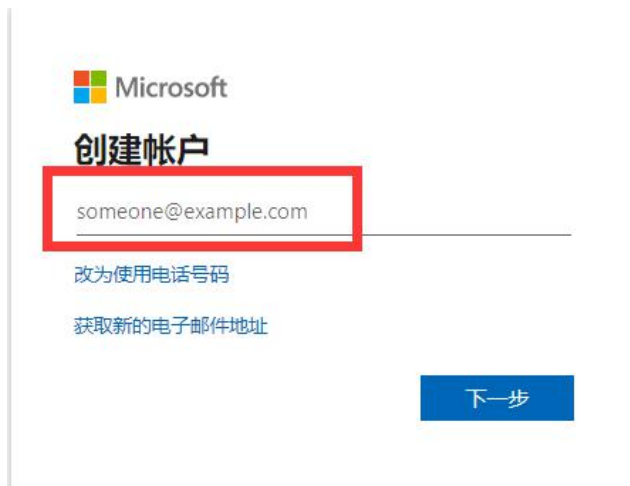 Microsoft
创建帐户
someone@example.com
改为使用电话号码
获取新的电子邮件地址
下一步